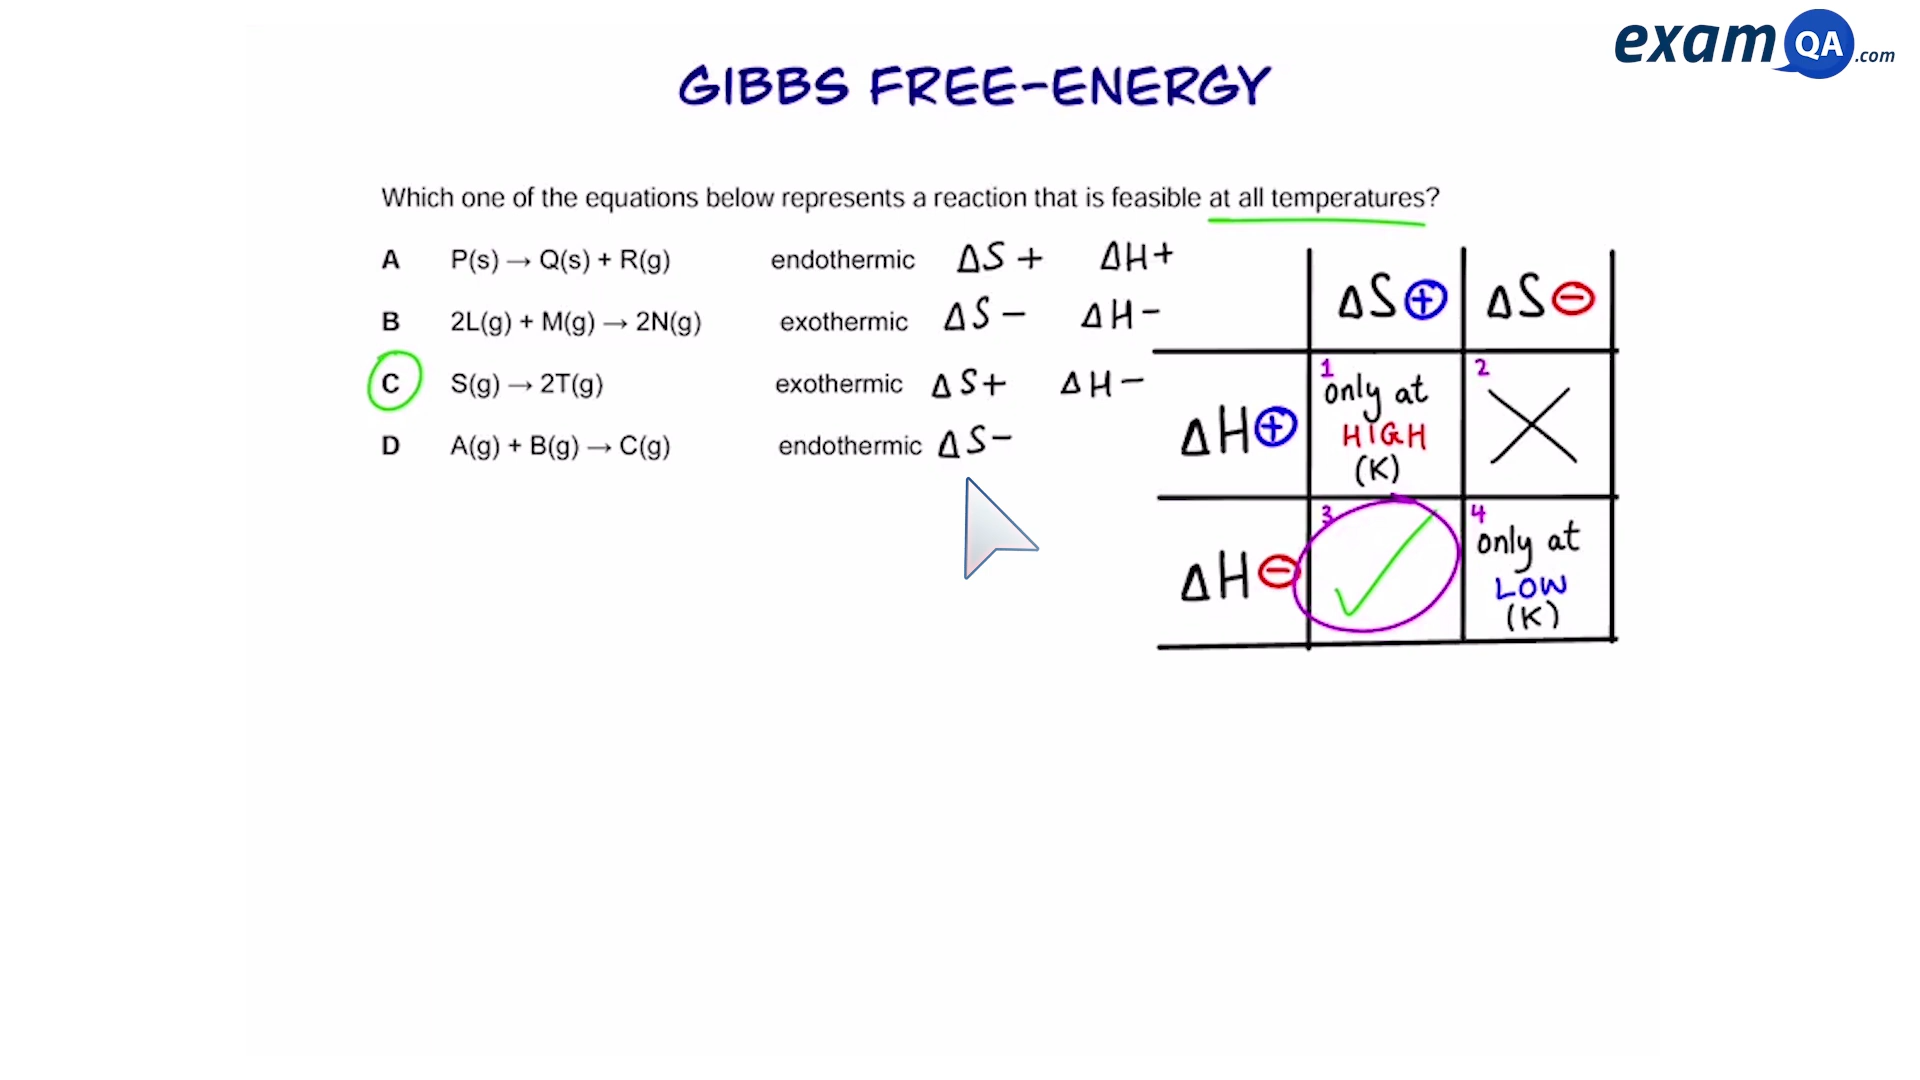 exam QA .com
GIBBS FREE-ENERGY
Which one of the equations below represents a reaction that is feasible at all temperatures?
A P(s) → Q(s) + R(g) endothermic ΔS + ΔH+
B 2L(g) + M(g) → 2N(g) exothermic ΔS − ΔH−
C S(g) → 2T(g) exothermic ΔS+ ΔH−
D A(g) + B(g) → C(g) endothermic ΔS−
ΔS + ΔS −
ΔH +
1
only at
HIGH
(K)
2
ΔH −
3
4
only at
LOW
(K)